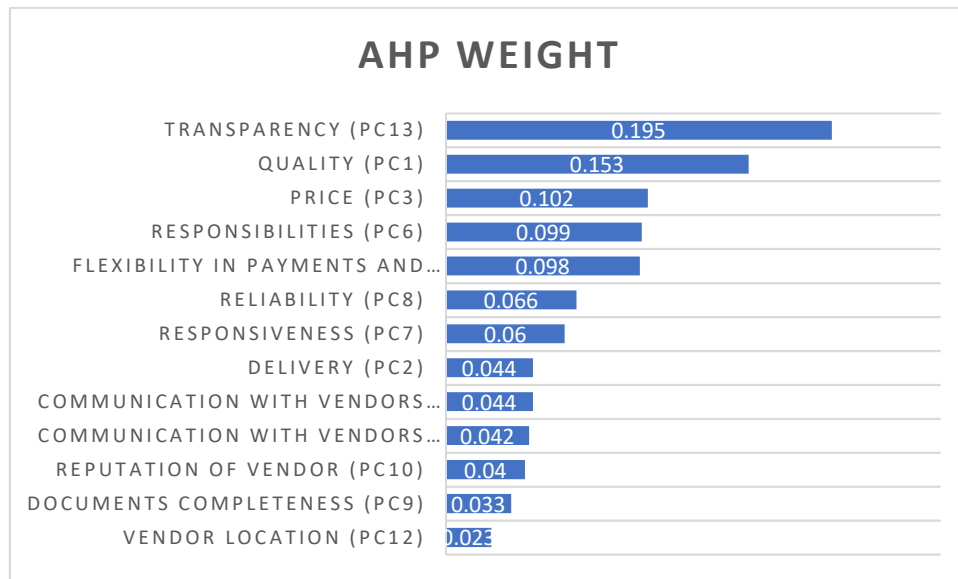 AHP WEIGHT
TRANSPARENCY (PC13) 0.195
QUALITY (PC1) 0.153
PRICE (PC3) 0.102
RESPONSIBILITIES (PC6) 0.099
FLEXIBILITY IN PAYMENTS AND… 0.098
RELIABILITY (PC8) 0.066
RESPONSIVENESS (PC7) 0.06
DELIVERY (PC2) 0.044
COMMUNICATION WITH VENDORS… 0.044
COMMUNICATION WITH VENDORS… 0.042
REPUTATION OF VENDOR (PC10) 0.04
DOCUMENTS COMPLETENESS (PC9) 0.033
VENDOR LOCATION (PC12) 0.023